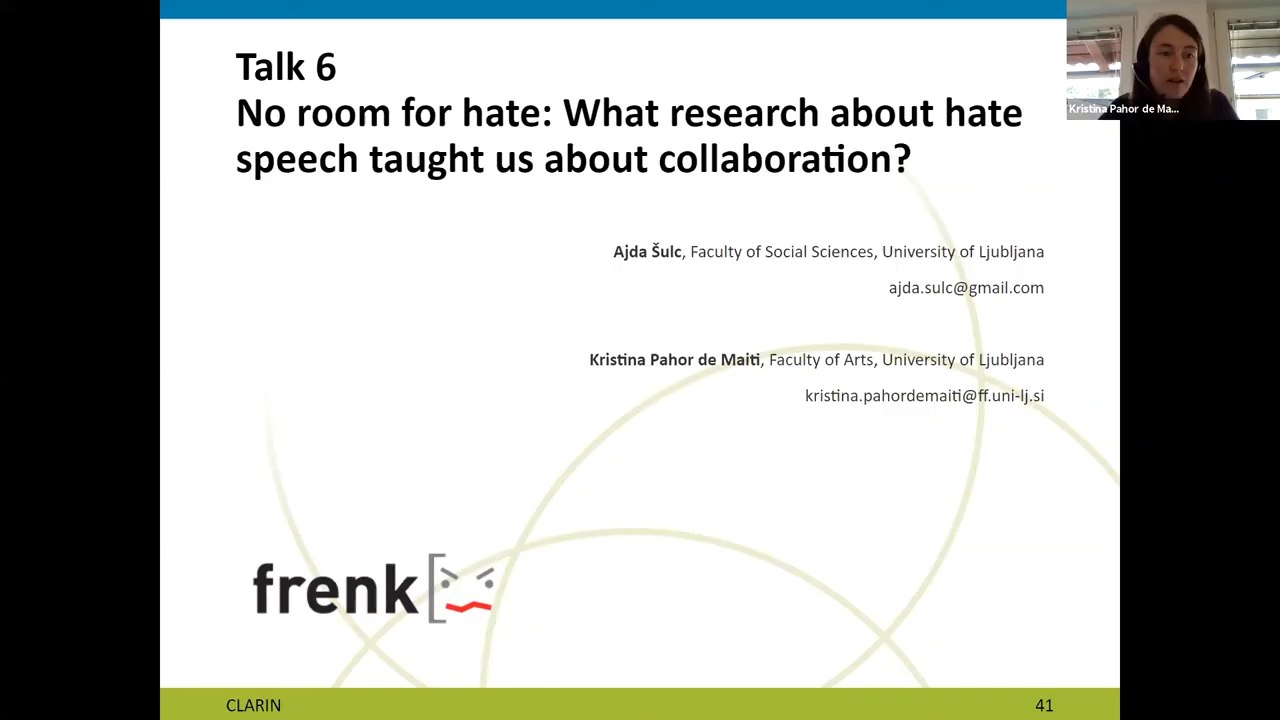 Talk 6
No room for hate: What research about hate
speech taught us about collaboration?
Kristina Pahor de Ma...
Ajda Šulc, Faculty of Social Sciences, University of Ljubljana
ajda.sulc@gmail.com
Kristina Pahor de Maiti, Faculty of Arts, University of Ljubljana
kristina.pahordemaiti@ff.uni-lj.si
frenk
CLARIN
41